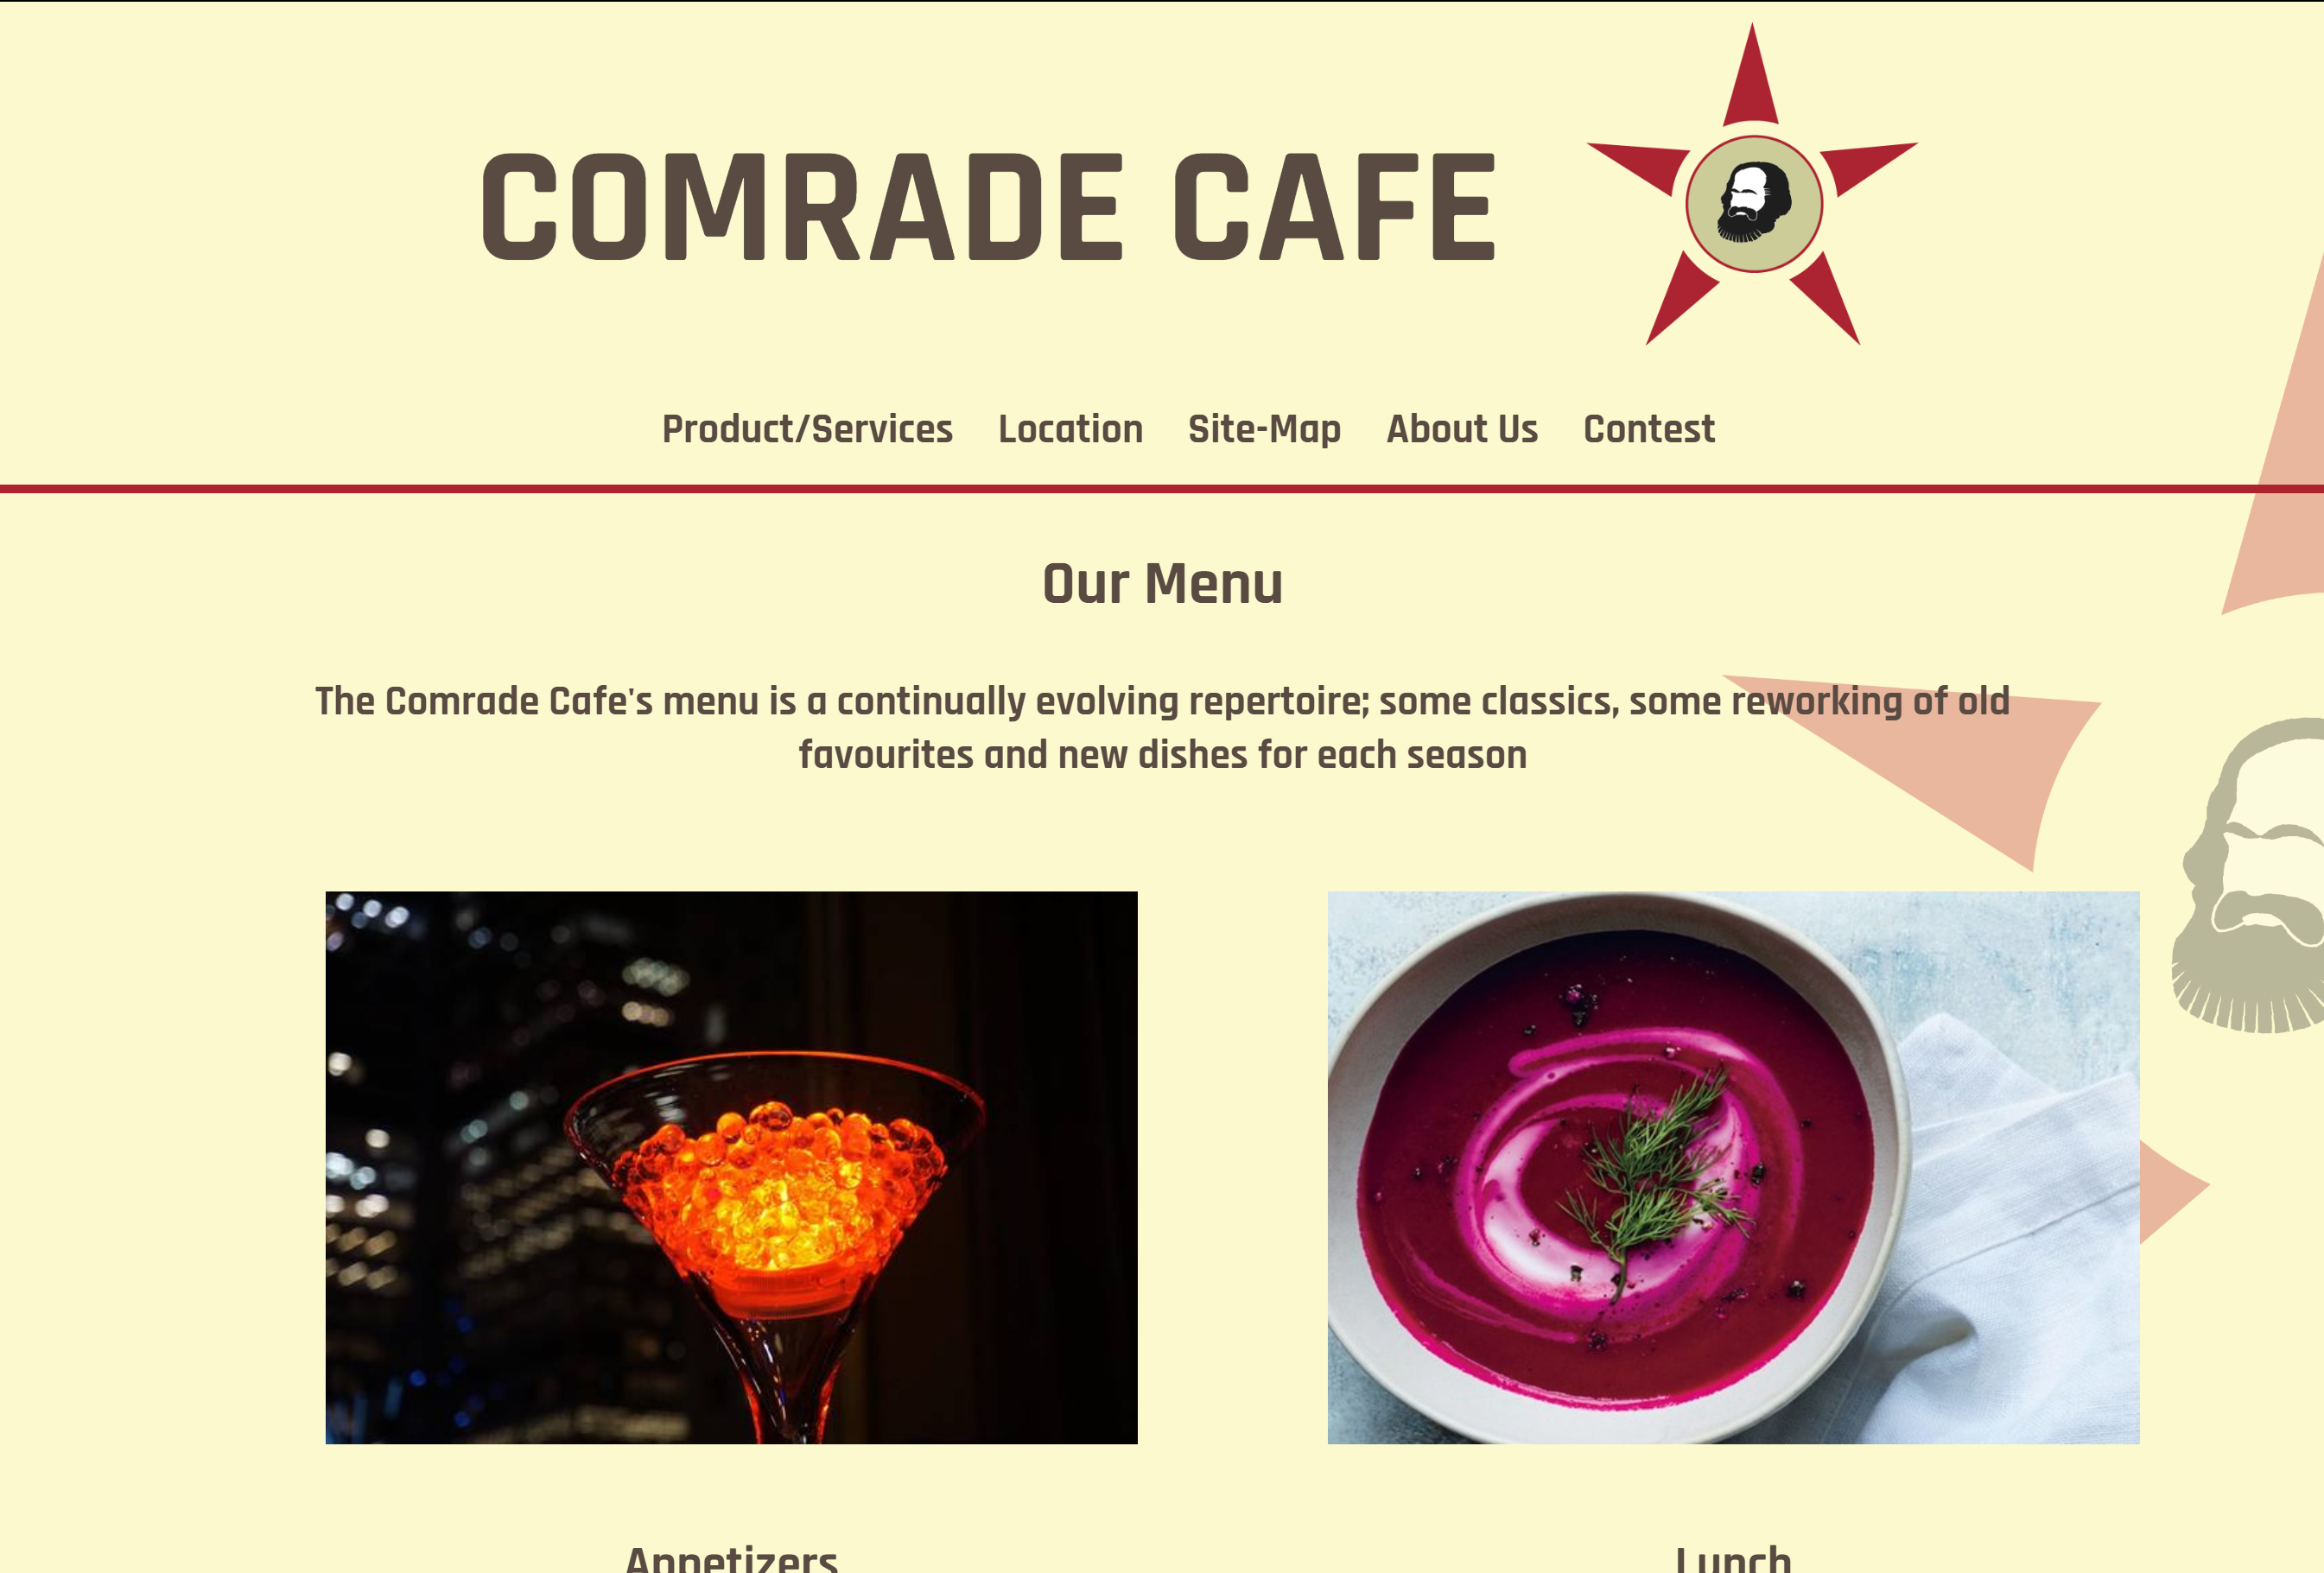 COMRADE CAFE
Product/Services Location Site-Map About Us Contest
Our Menu
The Comrade Cafe's menu is a continually evolving repertoire; some classics, some reworking of old
favourites and new dishes for each season
Appetizers Lunch